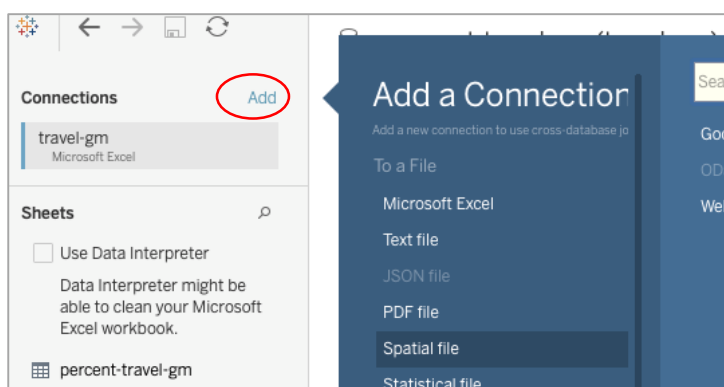 Connections
Add
travel-gm
Microsoft Excel
Sheets
Use Data Interpreter
Data Interpreter might be
able to clean your Microsoft
Excel workbook.
percent-travel-gm
Add a Connection
Add a new connection to use cross-database jo
To a File
Microsoft Excel
Text file
JSON file
PDF file
Spatial file
Statistical file
Sea
Goo
OD
Wel